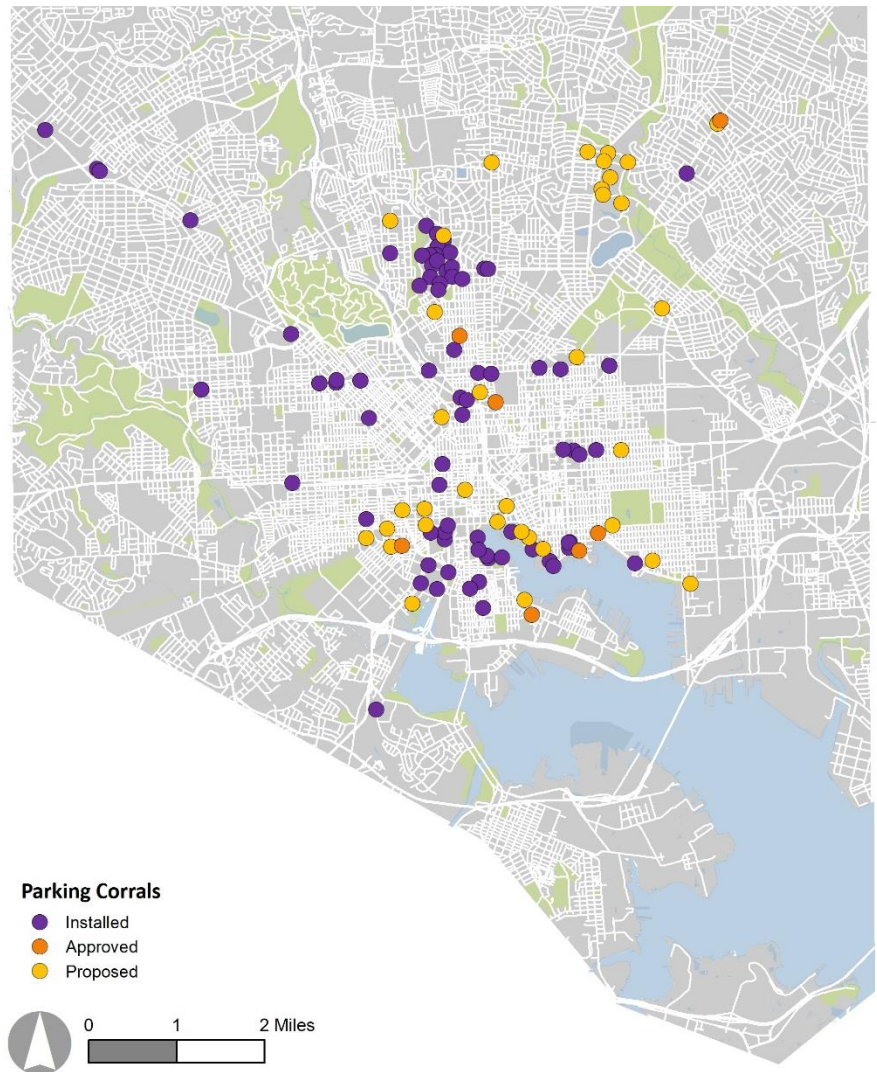 Parking Corrals
Installed
Approved
Proposed
0 1 2 Miles